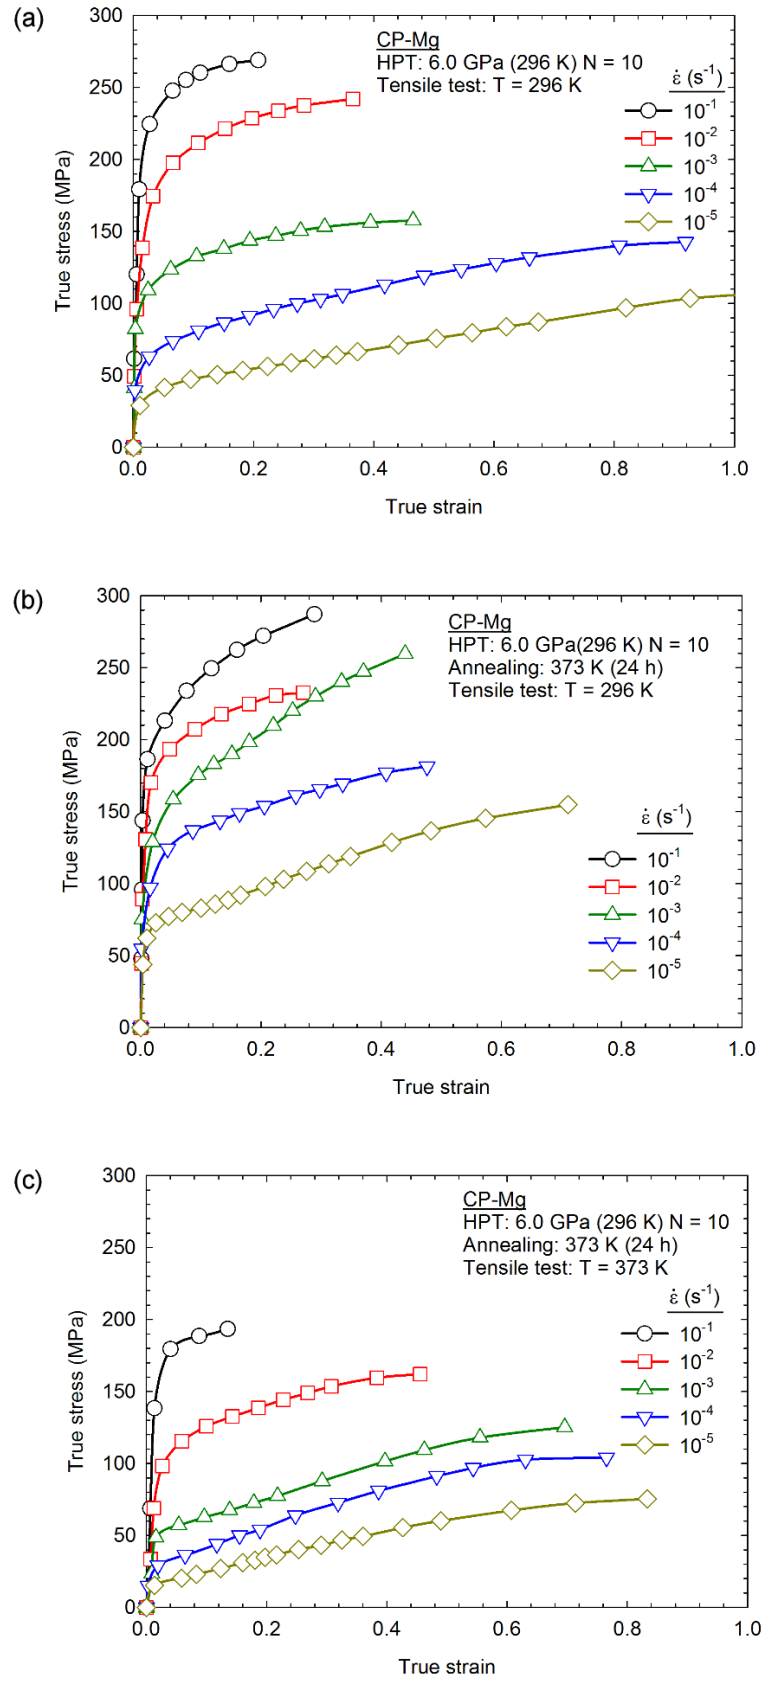 (a)
CP-Mg
HPT: 6.0 GPa (296 K) N = 10
Tensile test: T = 296 K
ε̇ (s⁻¹)
10⁻¹
10⁻²
10⁻³
10⁻⁴
10⁻⁵
True stress (MPa)
300
250
200
150
100
50
0
0.0 0.2 0.4 0.6 0.8 1.0
True strain
(b)
CP-Mg
HPT: 6.0 GPa(296 K) N = 10
Annealing: 373 K (24 h)
Tensile test: T = 296 K
ε̇ (s⁻¹)
10⁻¹
10⁻²
10⁻³
10⁻⁴
10⁻⁵
True stress (MPa)
300
250
200
150
100
50
0
0.0 0.2 0.4 0.6 0.8 1.0
True strain
(c)
CP-Mg
HPT: 6.0 GPa (296 K) N = 10
Annealing: 373 K (24 h)
Tensile test: T = 373 K
ε̇ (s⁻¹)
10⁻¹
10⁻²
10⁻³
10⁻⁴
10⁻⁵
True stress (MPa)
300
250
200
150
100
50
0
0.0 0.2 0.4 0.6 0.8 1.0
True strain